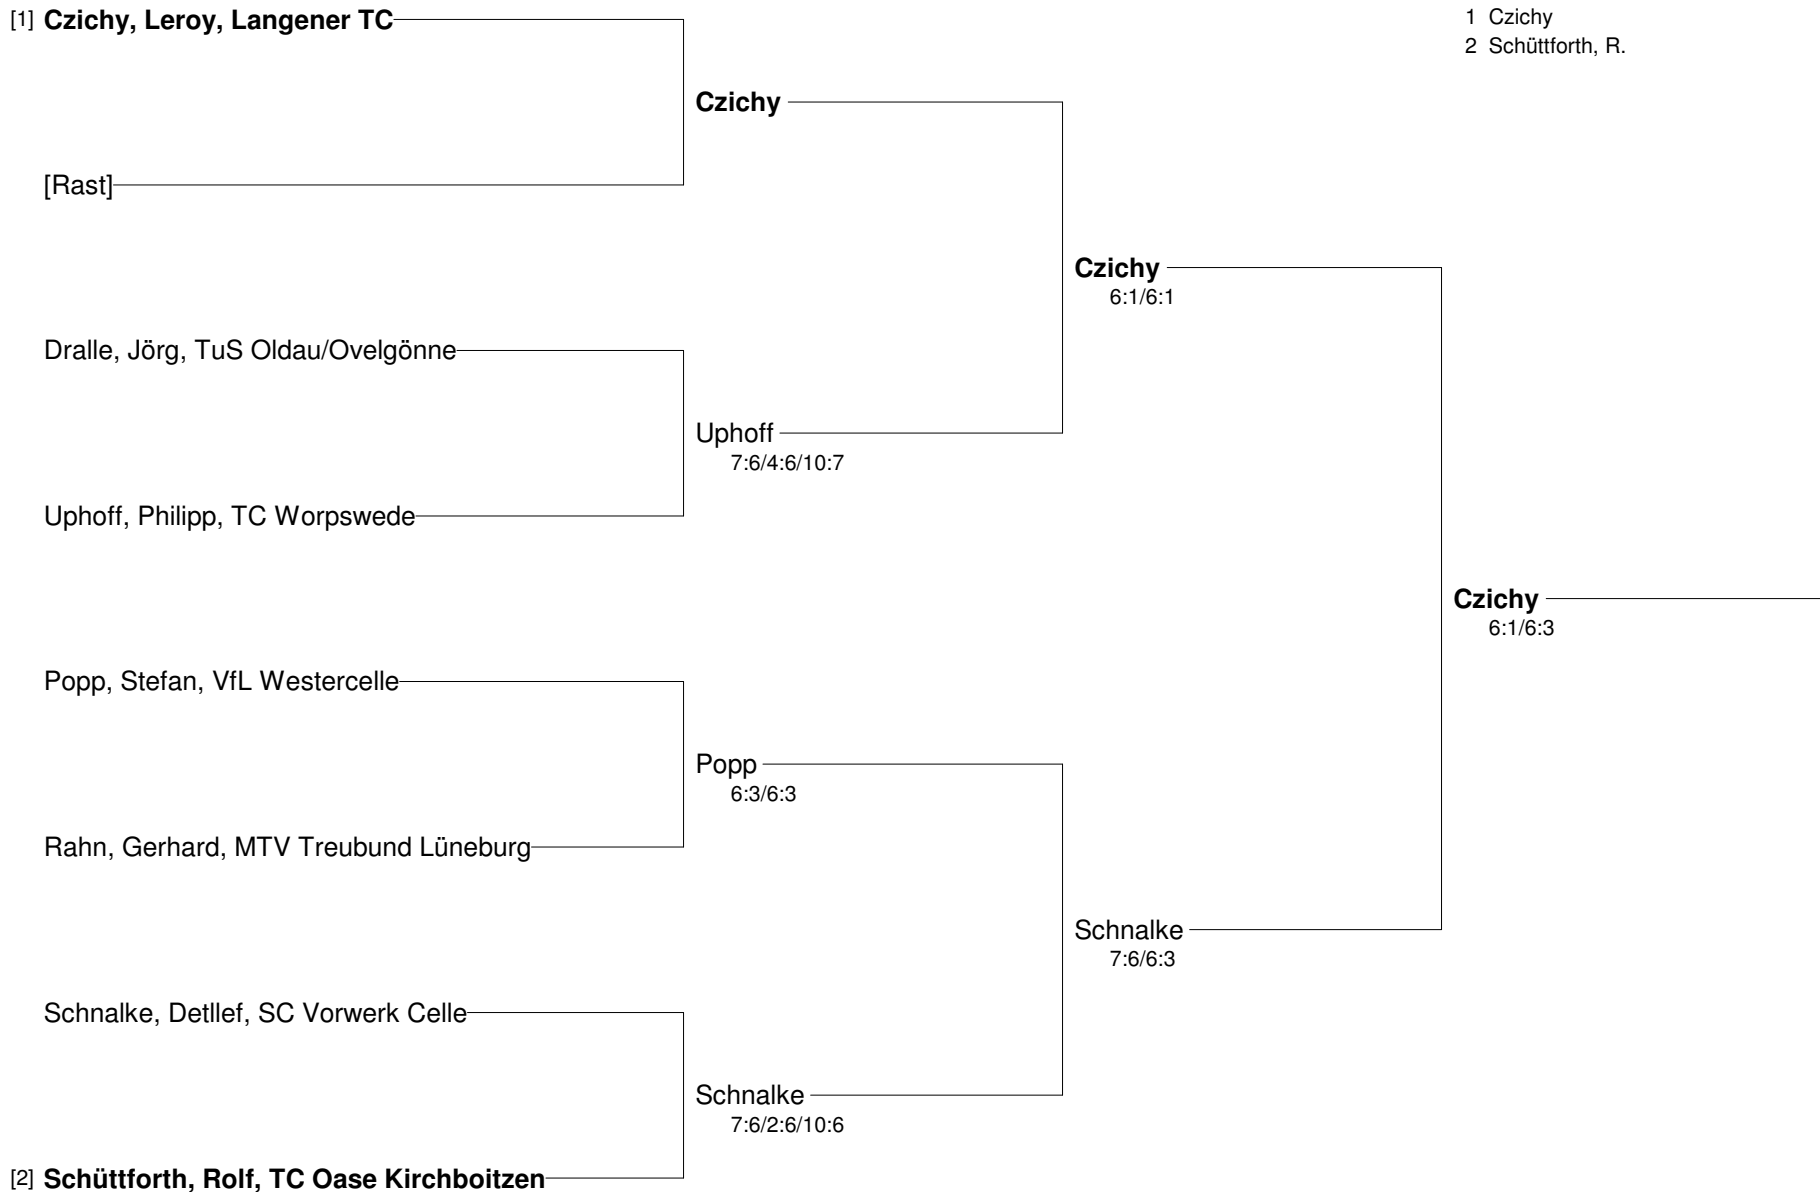 [1] Czichy, Leroy, Langener TC
1 Czichy
2 Schüttforth, R.
Czichy
[Rast]
Czichy
6:1/6:1
Dralle, Jörg, TuS Oldau/Ovelgönne
Uphoff
7:6/4:6/10:7
Uphoff, Philipp, TC Worpswede
Czichy
6:1/6:3
Popp, Stefan, VfL Westercelle
Popp
6:3/6:3
Rahn, Gerhard, MTV Treubund Lüneburg
Schnalke
7:6/6:3
Schnalke, Detllef, SC Vorwerk Celle
Schnalke
7:6/2:6/10:6
[2] Schüttforth, Rolf, TC Oase Kirchboitzen